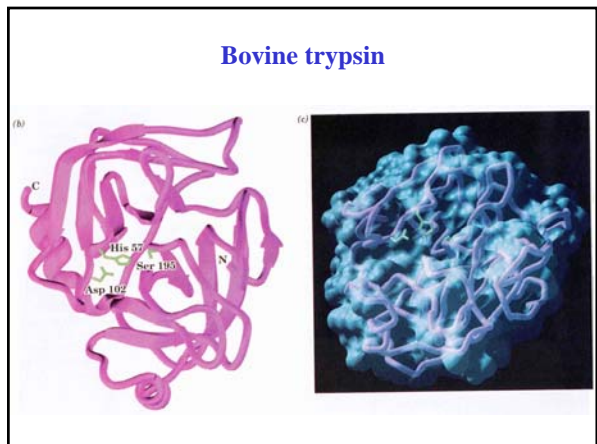 Bovine trypsin
(b)
(c)
C
His 57
Ser 195
N
Asp 102